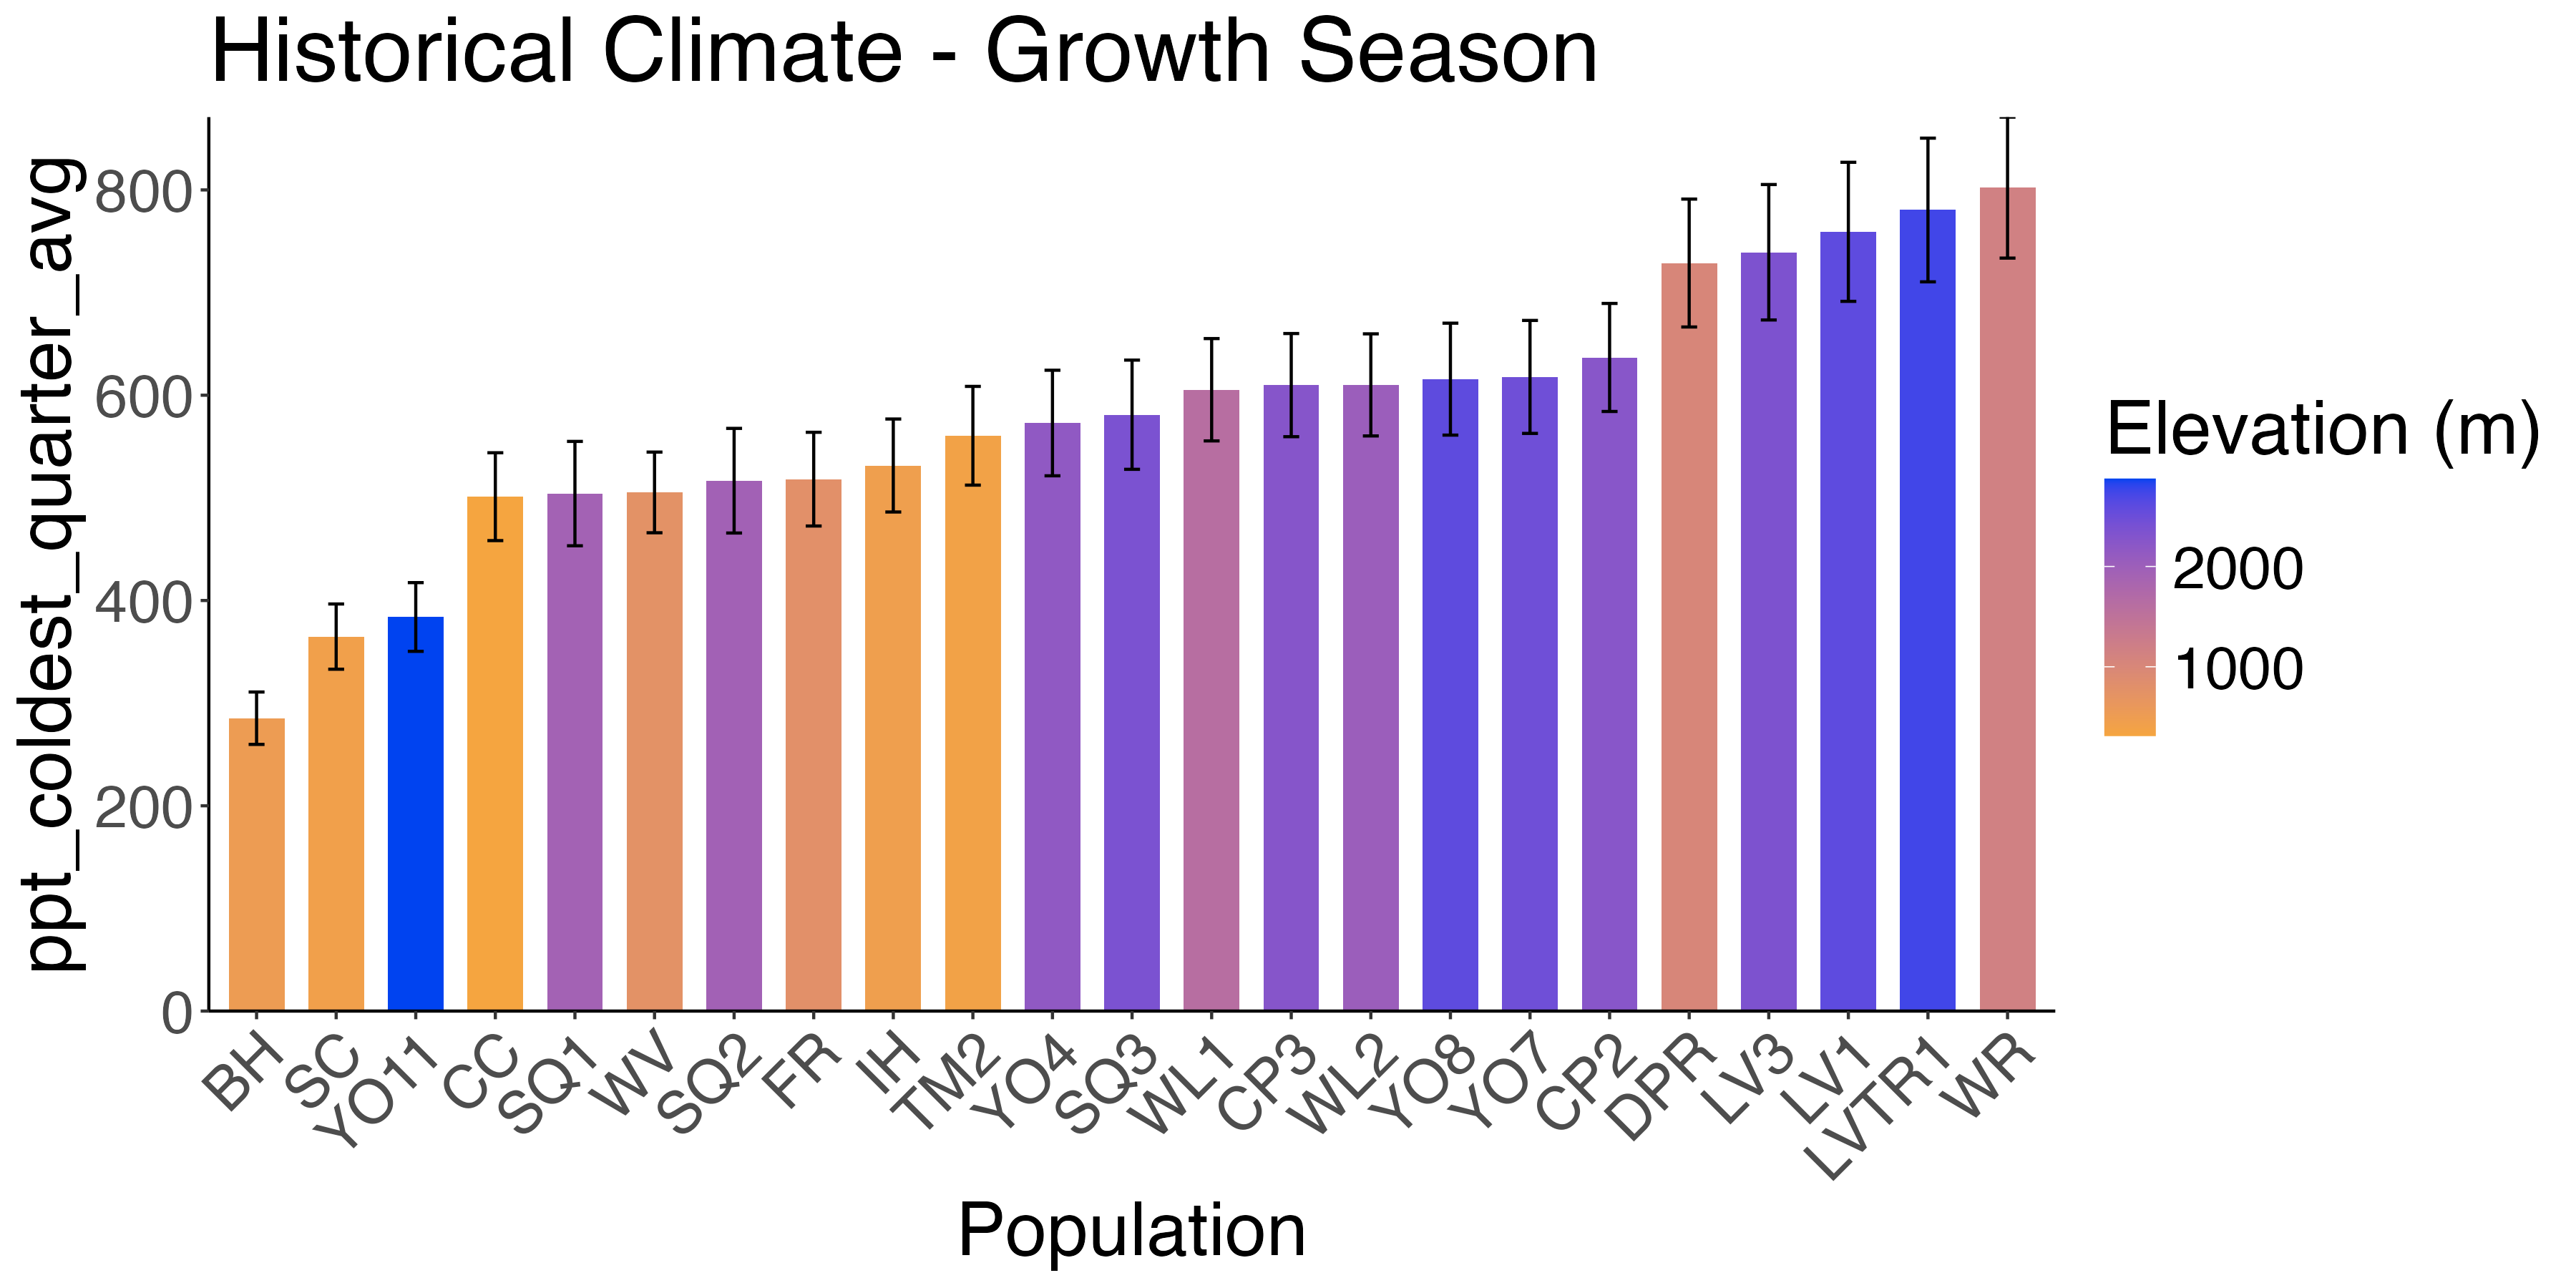 Historical Climate - Growth Season
ppt_coldest_quarter_avg
800
600
400
200
0
BH
SC
YO11
CC
SQ1
WV
SQ2
FR
IH
TM2
YO4
SQ3
WL1
CP3
WL2
YO8
YO7
CP2
DPR
LV3
LV1
LVTR1
WR
Population
Elevation (m)
2000
1000